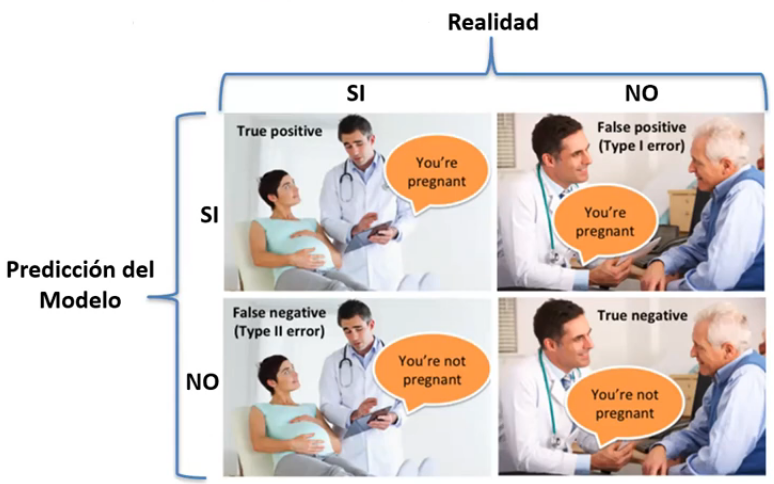 Realidad
SI
NO
True positive
You're
pregnant
False positive
(Type I error)
You're
pregnant
SI
Predicción del
Modelo
False negative
(Type II error)
You're not
pregnant
True negative
You're not
pregnant
NO